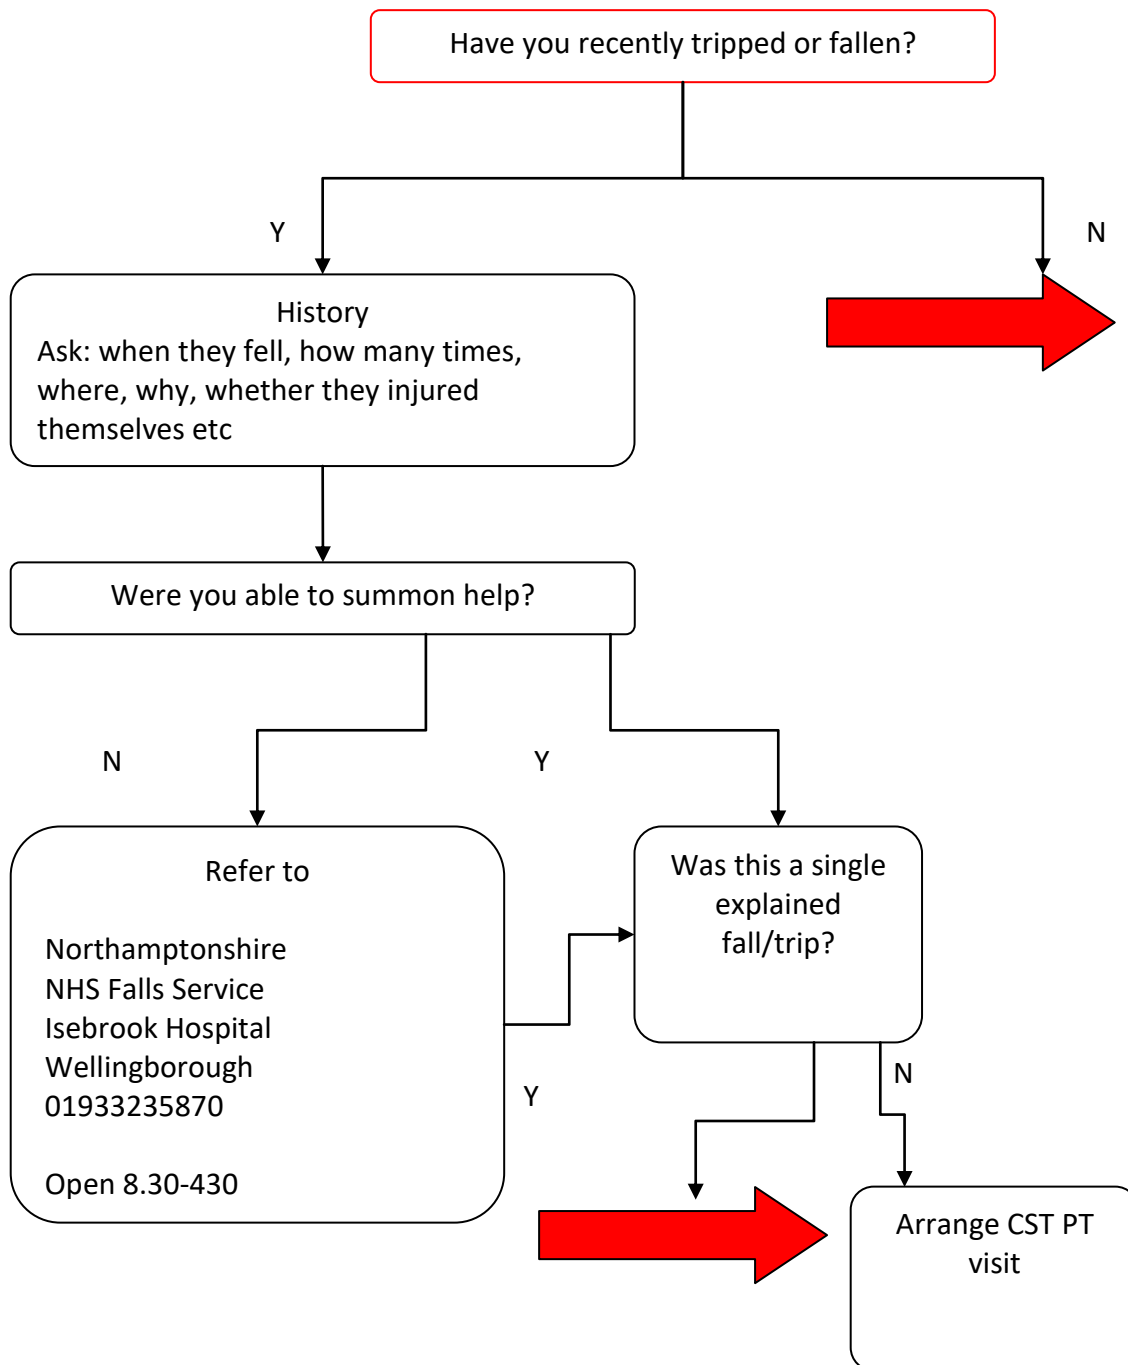 Have you recently tripped or fallen?
Y
N
History
Ask: when they fell, how many times,
where, why, whether they injured
themselves etc
Were you able to summon help?
N
Y
Refer to
Northamptonshire
NHS Falls Service
Isebrook Hospital
Wellingborough
01933235870
Open 8.30-430
Was this a single
explained
fall/trip?
Y
N
Arrange CST PT
visit